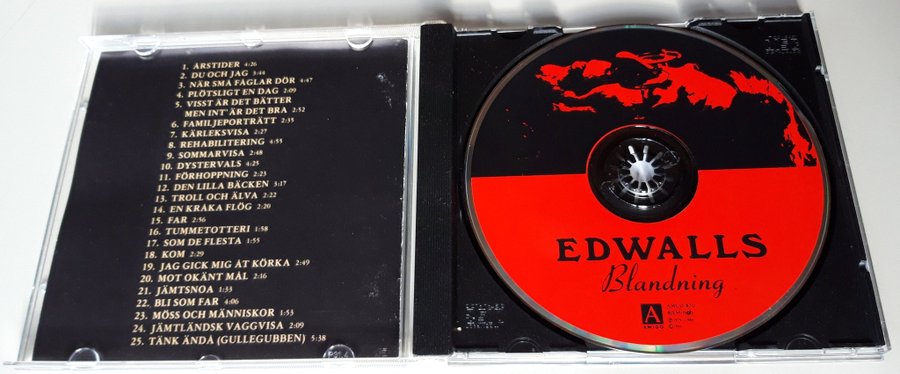 1. ÅRSTIDER 4:26
2. DU OCH JAG 3:44
3. NÄR SMÅ FÅGLAR DÖR 4:47
4. PLÖTSLIGT EN DAG 2:09
5. VISST ÄR DET BÄTTER
MEN INT' ÄR DET BRA 2:52
6. FAMILJEPORTRÄTT 2:35
7. KÄRLEKSVISA 2:27
8. REHABILITERING 4:55
9. SOMMARVISA 2:48
10. DYSTERVALS 4:25
11. FÖRHOPPNING 2:23
12. DEN LILLA BÄCKEN 3:17
13. TROLL OCH ÄLVA 2:22
14. EN KRÅKA FLÖG 2:20
15. FAR 2:56
16. TUMMETOTTERI 1:58
17. SOM DE FLESTA 1:55
18. KOM 2:29
19. JAG GICK MIG ÅT KÖRKA 2:49
20. MOT OKÄNT MÅL 2:16
21. JÄMTSNOA 1:33
22. BLI SOM FAR 4:06
23. MÖSS OCH MÄNNISKOR 1:53
24. JÄMTLÄNDSK VAGGVISA 2:09
25. TÄNK ÄNDÅ (GULLEGUBBEN) 5:38
EDWALLS
Blandning
A
AMIGO